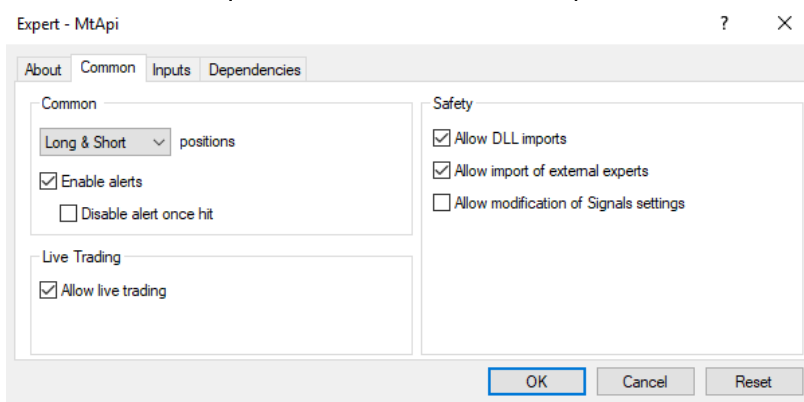 Expert - MtApi
?
About Common Inputs Dependencies
Common
Long & Short positions
Enable alerts
Disable alert once hit
Live Trading
Allow live trading
Safety
Allow DLL imports
Allow import of external experts
Allow modification of Signals settings
OK Cancel Reset